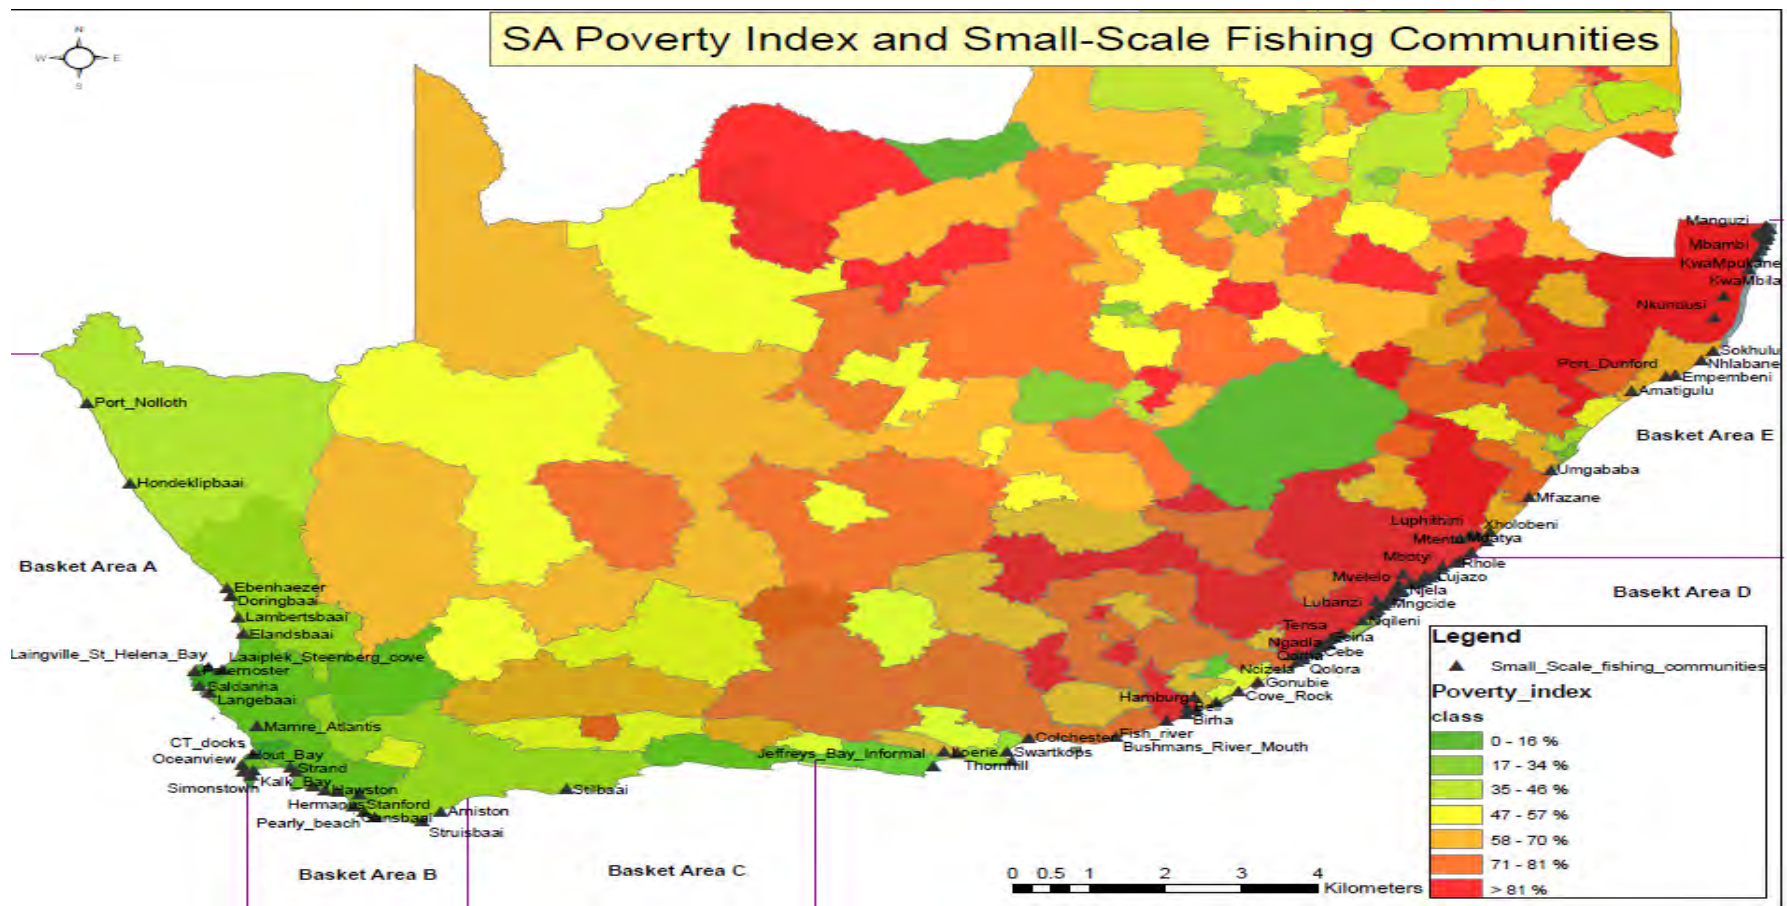 SA Poverty Index and Small-Scale Fishing Communities
N
W E
S
Manguzi
Mbambi
KwaMpukane
KwaMbila
Nkundusi
Sokhulu
Port_Dunford
Nhlabane
Empembeni
Amatigulu
Port_Nolloth
Basket Area E
Umgababa
Hondeklipbaai
Mfazane
Luphithini
Xholobeni
Mtentu
Mbotyi
Rhole
Basket Area A
Mvelelo
Lujazo
Ebenhaezer
Njela
Basekt Area D
Doringbaai
Lubanzi
Mngcide
Lambertsbaai
Nqileni
Tensa
Elandsbaai
Ngadla
Cebe
Laingville_St_Helena_Bay
Laaiplek_Steenberg_cove
Ncizela
Qolora
Saldanha
Gonubie
Langebaai
Hamburg
Cove_Rock
Birha
Mamre_Atlantis
Fish_river
Colchester
CT_docks
Bushmans_River_Mouth
Jeffreys_Bay_Informal
Swartkops
Oceanview
Thornhill
Strand
Simonstown
Kalk_Bay
Hawston
Stilbaai
Stanford
Arniston
Pearly_beach
Struisbaai
Basket Area B
Basket Area C
0 0.5 1 2 3 4
Kilometers
Legend
Small_Scale_fishing_communities
Poverty_index
class
0 - 16 %
17 - 34 %
35 - 46 %
47 - 57 %
58 - 70 %
71 - 81 %
> 81 %